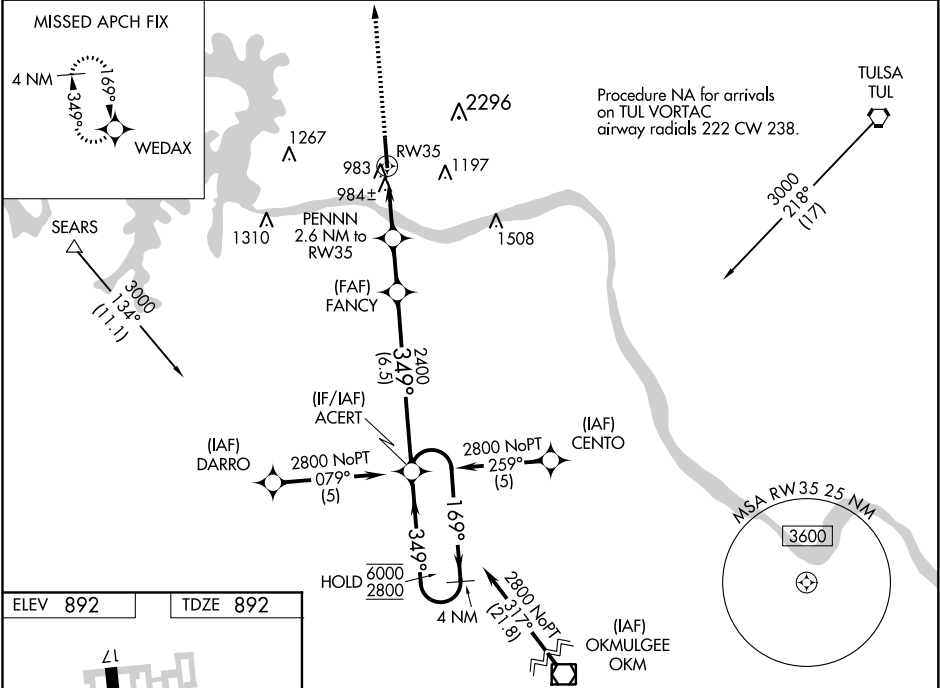 MISSED APCH FIX
4 NM
169°
349°
WEDAX
2296
1267
RW35
983
1197
984±
Procedure NA for arrivals
on TUL VORTAC
airway radials 222 CW 238.
TULSA
TUL
3000
218°
(17)
SEARS
1310
PENNN
2.6 NM to
RW35
1508
3000
134°
(11.1)
(FAF)
FANCY
2400
349°
(6.5)
(IF/IAF)
ACERT
(IAF)
DARRO
2800 NoPT
079°
(5)
2800 NoPT
259°
(5)
(IAF)
CENTO
169°
349°
HOLD 6000
2800
4 NM
2800 NoPT
317°
(21.8)
(IAF)
OKMULGEE
OKM
MSA RW35 25 NM
3600
ELEV 892
TDZE 892
17